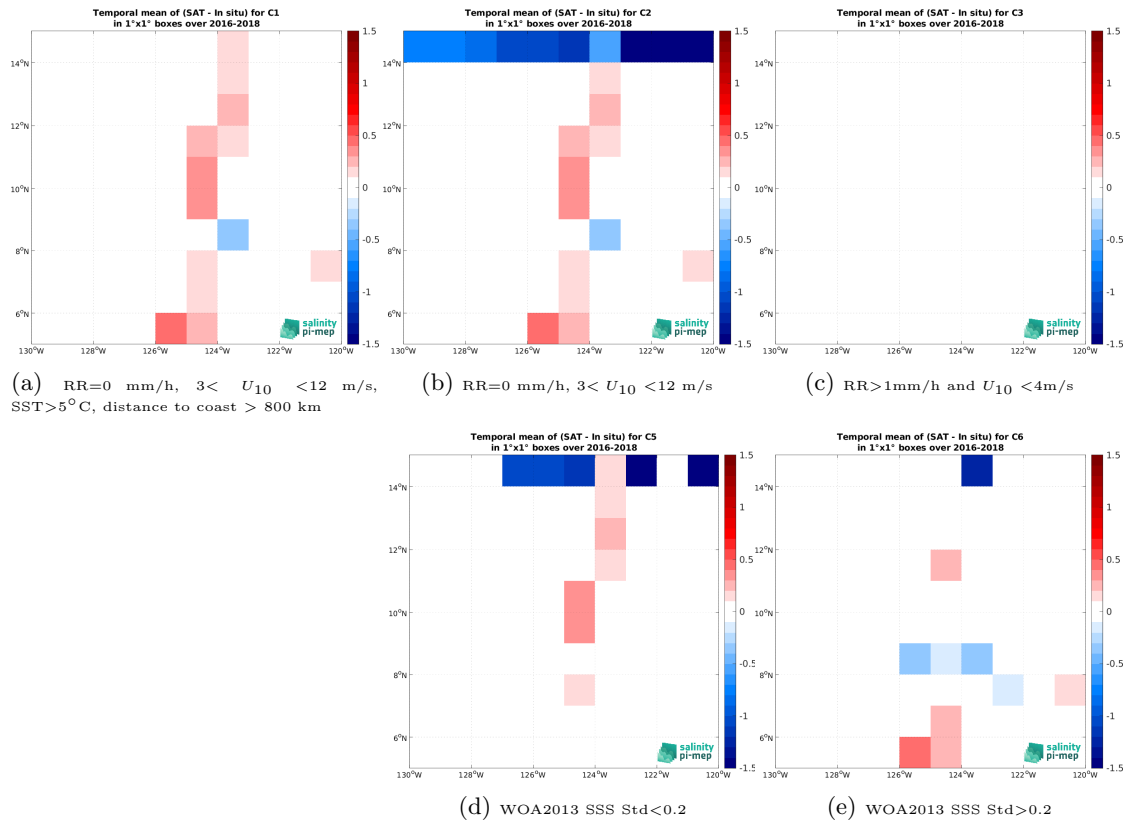 Temporal mean of (SAT - In situ) for C1
in 1°x1° boxes over 2016-2018
14°N
12°N
10°N
8°N
6°N
130°W 128°W 126°W 124°W 122°W 120°W
1.5
1
0.5
0
-0.5
-1
-1.5
salinity
pi-mep
(a) RR=0 mm/h, 3< U10 <12 m/s,
SST>5°C, distance to coast > 800 km
Temporal mean of (SAT - In situ) for C2
in 1°x1° boxes over 2016-2018
14°N
12°N
10°N
8°N
6°N
130°W 128°W 126°W 124°W 122°W 120°W
1.5
1
0.5
0
-0.5
-1
-1.5
salinity
pi-mep
(b) RR=0 mm/h, 3< U10 <12 m/s
Temporal mean of (SAT - In situ) for C3
in 1°x1° boxes over 2016-2018
14°N
12°N
10°N
8°N
6°N
130°W 128°W 126°W 124°W 122°W 120°W
1.5
1
0.5
0
-0.5
-1
-1.5
salinity
pi-mep
(c) RR>1mm/h and U10 <4m/s
Temporal mean of (SAT - In situ) for C5
in 1°x1° boxes over 2016-2018
14°N
12°N
10°N
8°N
6°N
130°W 128°W 126°W 124°W 122°W 120°W
1.5
1
0.5
0
-0.5
-1
-1.5
salinity
pi-mep
(d) WOA2013 SSS Std<0.2
Temporal mean of (SAT - In situ) for C6
in 1°x1° boxes over 2016-2018
14°N
12°N
10°N
8°N
6°N
130°W 128°W 126°W 124°W 122°W 120°W
1.5
1
0.5
0
-0.5
-1
-1.5
salinity
pi-mep
(e) WOA2013 SSS Std>0.2